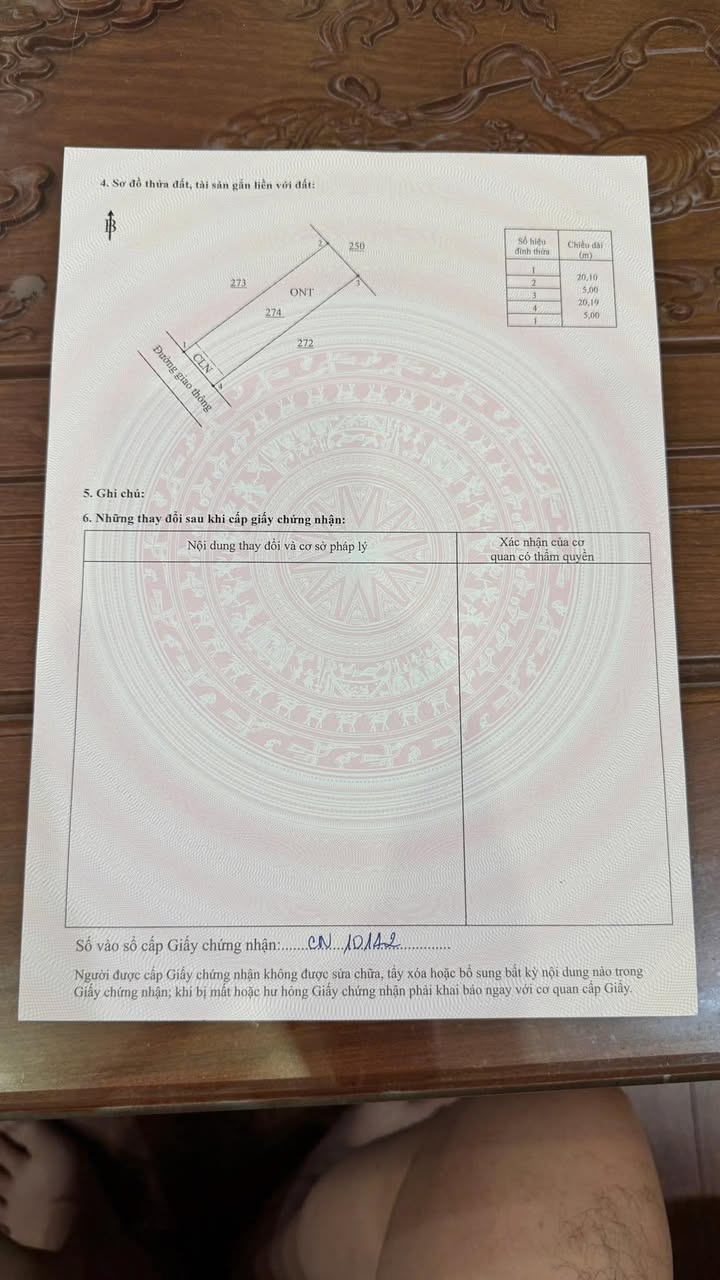 4. Sơ đồ thửa đất, tài sản gắn liền với đất:
B
2
250
Số hiệu đỉnh thửa
Chiều dài (m)
1
20,10
2
5,00
3
20,19
4
5,00
1
273
3
ONT
274
272
1
CLN
4
Đường giao thông
5. Ghi chú:
6. Những thay đổi sau khi cấp giấy chứng nhận:
Nội dung thay đổi và cơ sở pháp lý
Xác nhận của cơ quan có thẩm quyền
Số vào sổ cấp Giấy chứng nhận:......CN 10142..............
Người được cấp Giấy chứng nhận không được sửa chữa, tẩy xóa hoặc bổ sung bất kỳ nội dung nào trong
Giấy chứng nhận; khi bị mất hoặc hư hỏng Giấy chứng nhận phải khai báo ngay với cơ quan cấp Giấy.